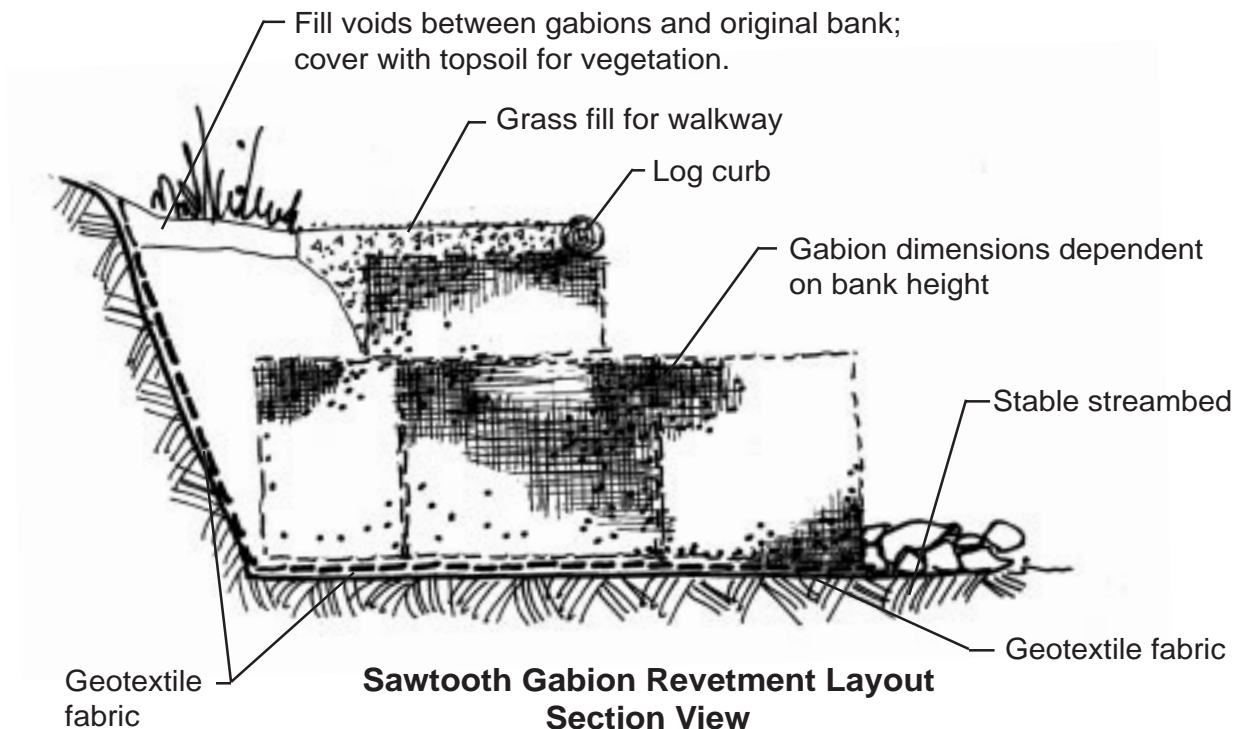 Fill voids between gabions and original bank;
cover with topsoil for vegetation.
Grass fill for walkway
Log curb
Gabion dimensions dependent
on bank height
Stable streambed
Geotextile fabric
Geotextile
fabric
Sawtooth Gabion Revetment Layout
Section View